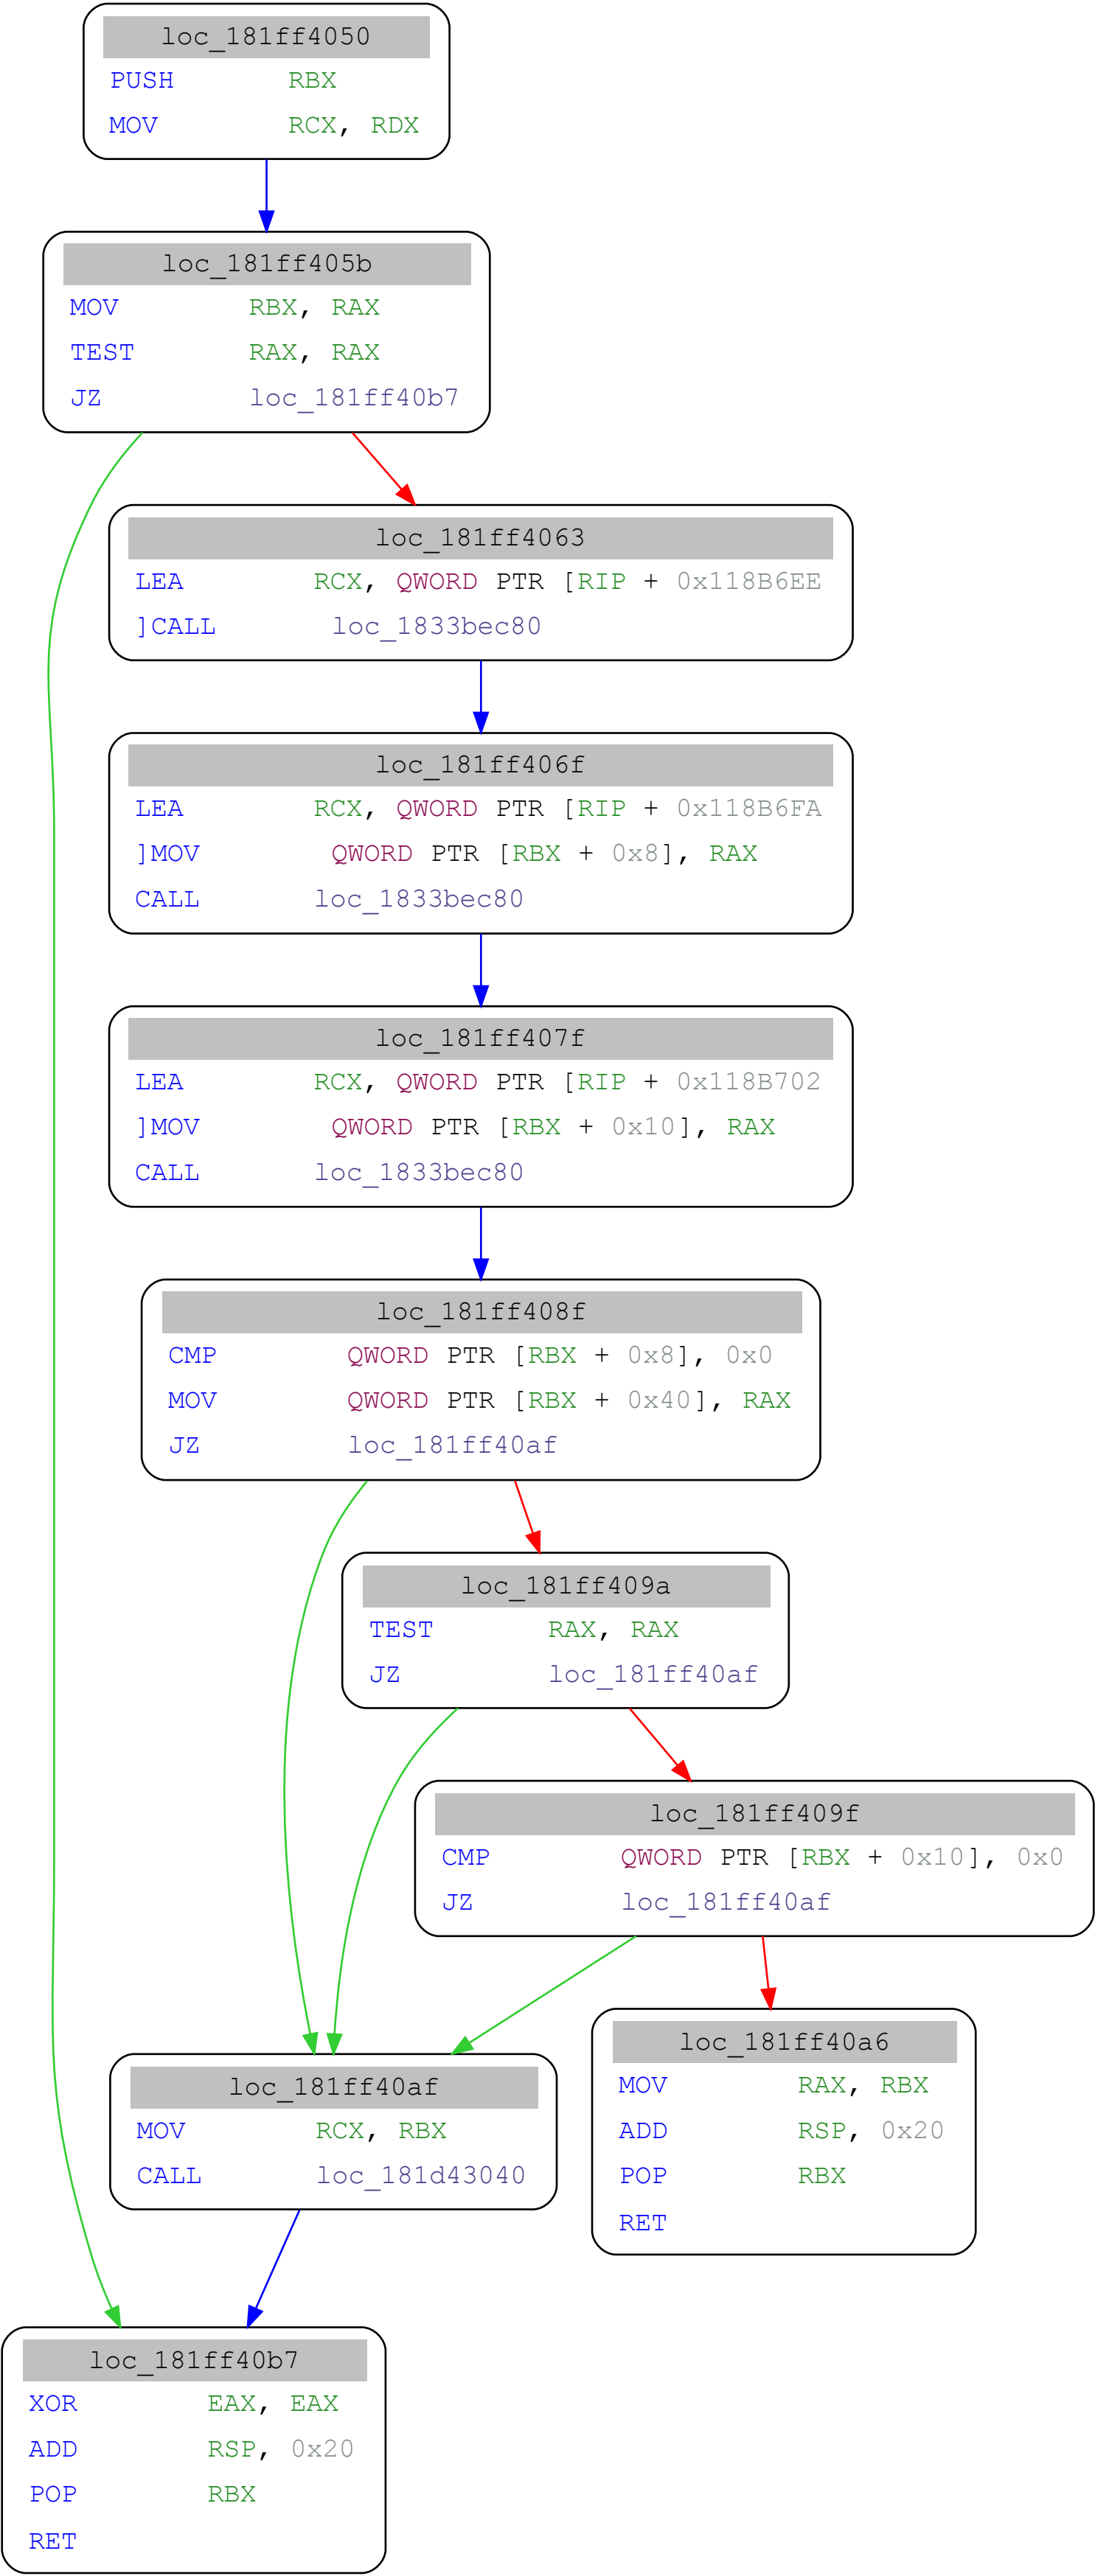 loc_181ff4050
PUSH RBX
MOV RCX, RDX
loc_181ff405b
MOV RBX, RAX
TEST RAX, RAX
JZ loc_181ff40b7
loc_181ff4063
LEA RCX, QWORD PTR [RIP + 0x118B6EE
]CALL loc_1833bec80
loc_181ff406f
LEA RCX, QWORD PTR [RIP + 0x118B6FA
]MOV QWORD PTR [RBX + 0x8], RAX
CALL loc_1833bec80
loc_181ff407f
LEA RCX, QWORD PTR [RIP + 0x118B702
]MOV QWORD PTR [RBX + 0x10], RAX
CALL loc_1833bec80
loc_181ff408f
CMP QWORD PTR [RBX + 0x8], 0x0
MOV QWORD PTR [RBX + 0x40], RAX
JZ loc_181ff40af
loc_181ff409a
TEST RAX, RAX
JZ loc_181ff40af
loc_181ff409f
CMP QWORD PTR [RBX + 0x10], 0x0
JZ loc_181ff40af
loc_181ff40a6
MOV RAX, RBX
ADD RSP, 0x20
POP RBX
RET
loc_181ff40af
MOV RCX, RBX
CALL loc_181d43040
loc_181ff40b7
XOR EAX, EAX
ADD RSP, 0x20
POP RBX
RET